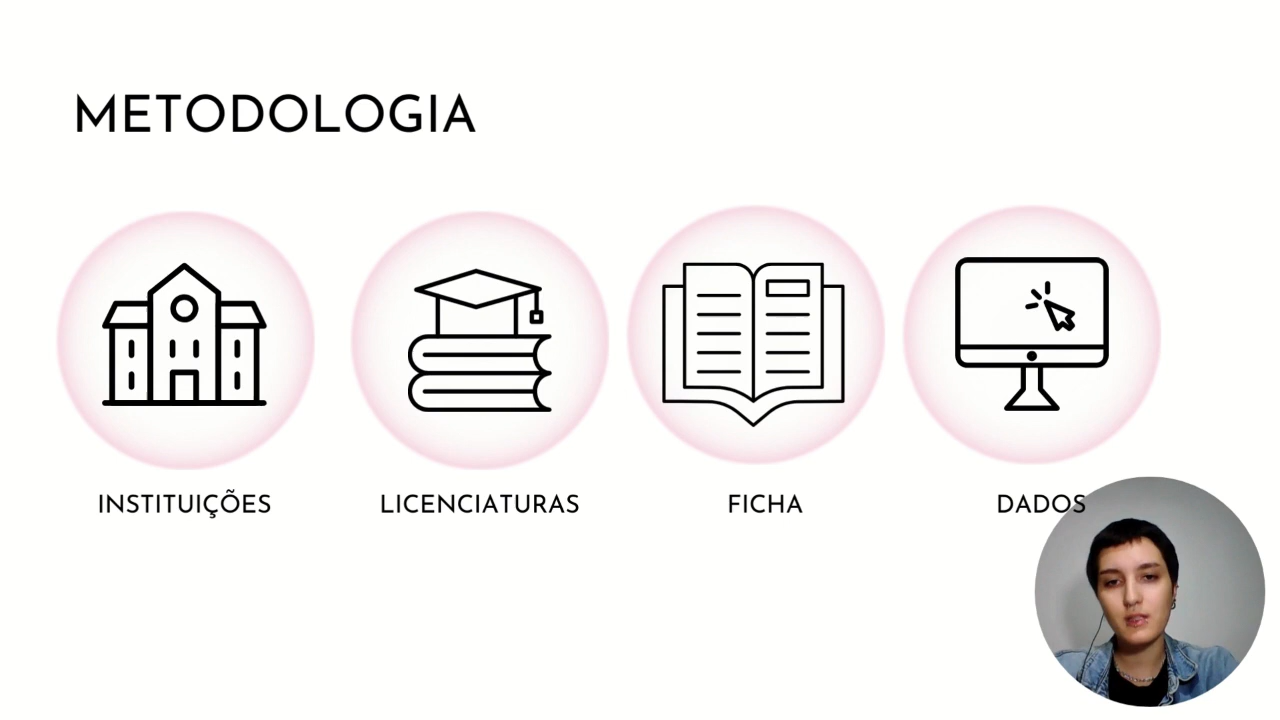 METODOLOGIA
INSTITUIÇÕES
LICENCIATURAS
FICHA
DADOS